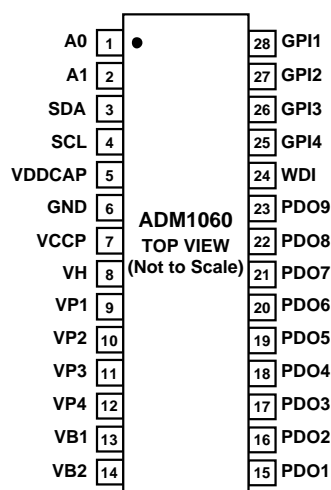 A0 1 28 GPI1
A1 2 27 GPI2
SDA 3 26 GPI3
SCL 4 25 GPI4
VDDCAP 5 24 WDI
GND 6 23 PDO9
ADM1060
VCCP 7 22 PDO8
TOP VIEW
VH 8 21 PDO7
(Not to Scale)
VP1 9 20 PDO6
VP2 10 19 PDO5
VP3 11 18 PDO4
VP4 12 17 PDO3
VB1 13 16 PDO2
VB2 14 15 PDO1